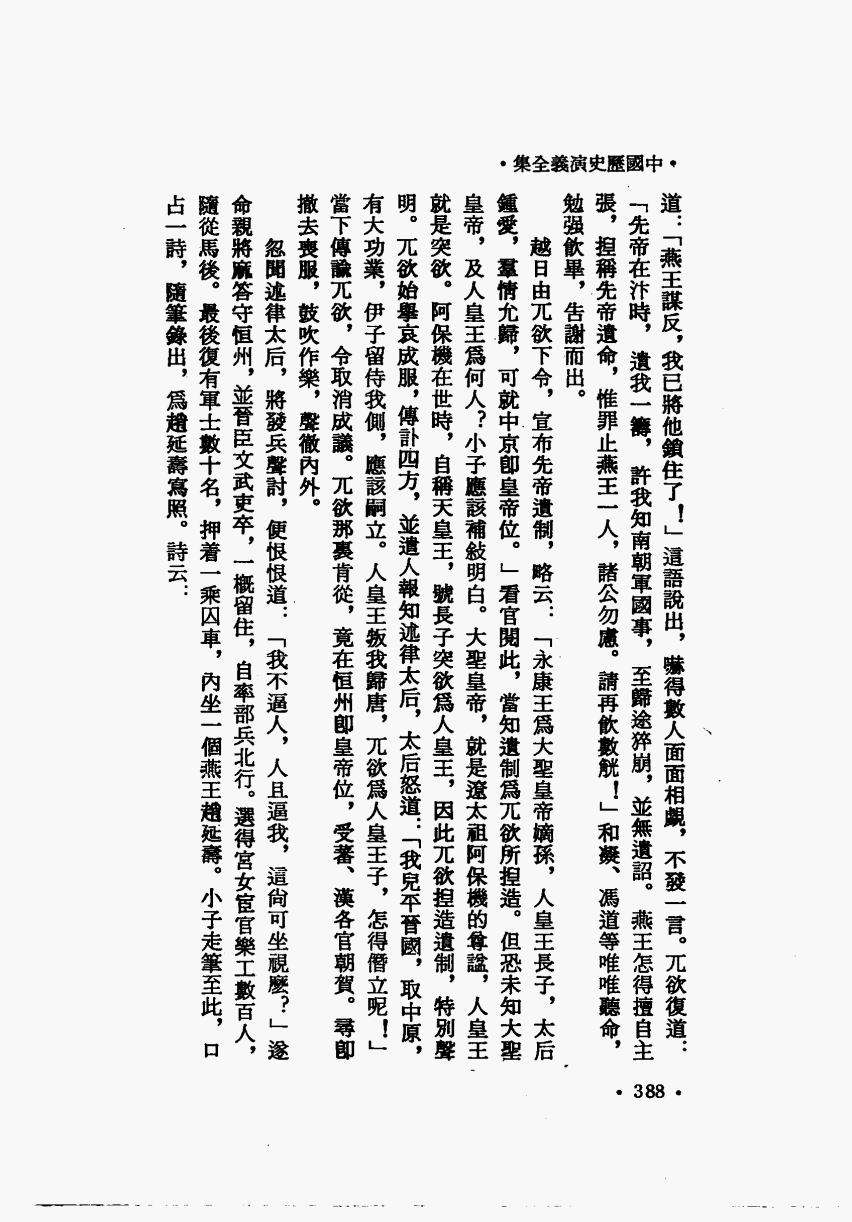 •中國歷史演義全集•
道：「燕王謀反，我已將他鎖住了！」這語說出，嚇得數人面面相覷，不發一言。兀欲復道：
「先帝在汴時，遺我一籌，許我知南朝軍國事，至歸途猝崩，並無遺詔。燕王怎得擅自主
張，揑稱先帝遺命，惟罪止燕王一人，諸公勿慮。請再飲數觥！」和凝、馮道等唯唯聽命，
勉强飲畢，吿謝而出。
越日由兀欲下令，宣布先帝遺制，略云：「永康王爲大聖皇帝嫡孫，人皇王長子，太后
鍾愛，羣情允歸，可就中京卽皇帝位。」看官閱此，當知遺制爲兀欲所揑造。但恐未知大聖
皇帝，及人皇王爲何人？小子應該補敍明白。大聖皇帝，就是遼太祖阿保機的尊諡，人皇王
就是突欲。阿保機在世時，自稱天皇王，號長子突欲爲人皇王，因此兀欲揑造遺制，特別聲
明。兀欲始擧哀成服，傳訃四方，並遣人報知述律太后，太后怒道：「我兒平晉國，取中原，
有大功業，伊子留侍我側，應該嗣立。人皇王叛我歸唐，兀欲爲人皇王子，怎得僭立呢！」
當下傳諭兀欲，令取消成議。兀欲那裏肯從，竟在恒州卽皇帝位，受蕃、漢各官朝賀。尋卽
撤去喪服，鼓吹作樂，聲徹內外。
忽聞述律太后，將發兵聲討，便恨恨道：「我不逼人，人且逼我，這尙可坐視麽？」遂
命親將麻答守恒州，並晉臣文武吏卒，一槪留住，自率部兵北行。選得宮女宦官樂工數百人，
隨從馬後。最後復有軍士數十名，押着一乘囚車，內坐一個燕王趙延壽。小子走筆至此，口
占一詩，隨筆錄出，爲趙延壽寫照。詩云：
•388•